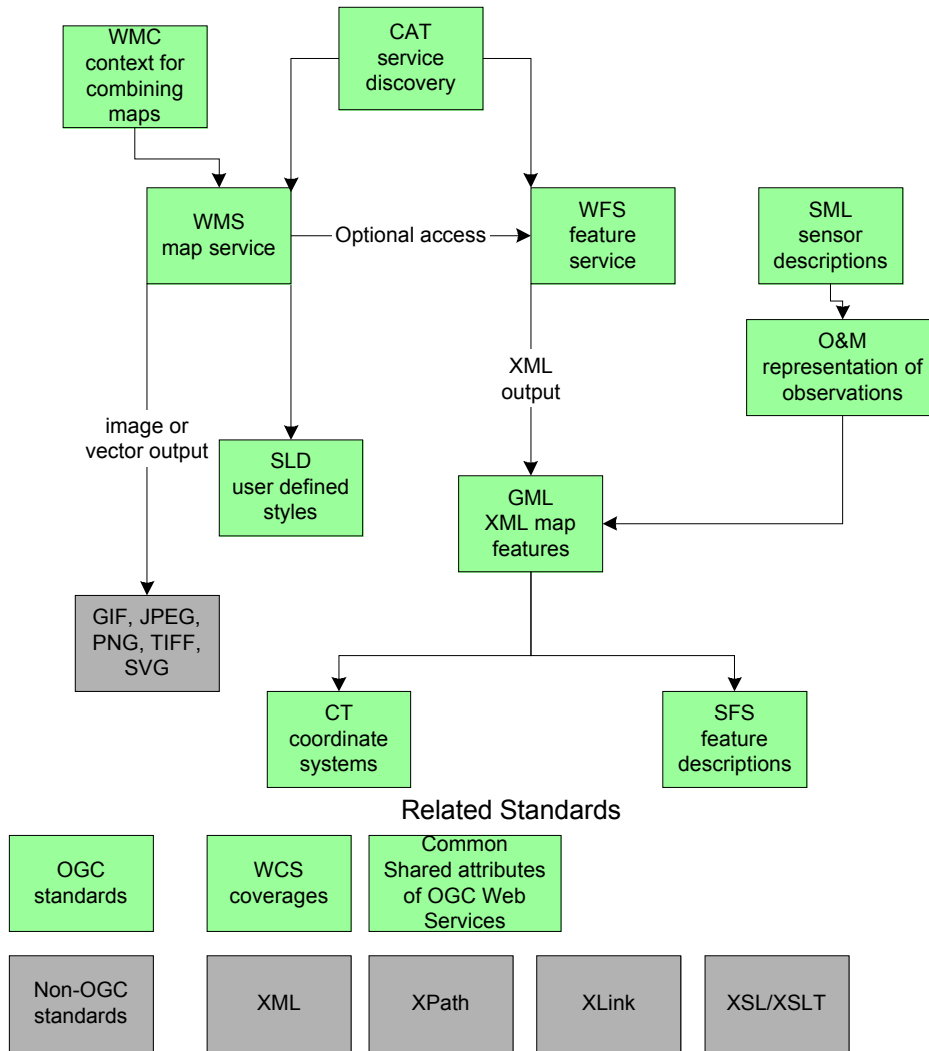 WMC
context for
combining
maps
CAT
service
discovery
WMS
map service
Optional access
WFS
feature
service
SML
sensor
descriptions
O&M
representation of
observations
XML
output
image or
vector output
SLD
user defined
styles
GML
XML map
features
GIF, JPEG,
PNG, TIFF,
SVG
CT
coordinate
systems
SFS
feature
descriptions
Related Standards
OGC
standards
WCS
coverages
Common
Shared attributes
of OGC Web
Services
Non-OGC
standards
XML
XPath
XLink
XSL/XSLT